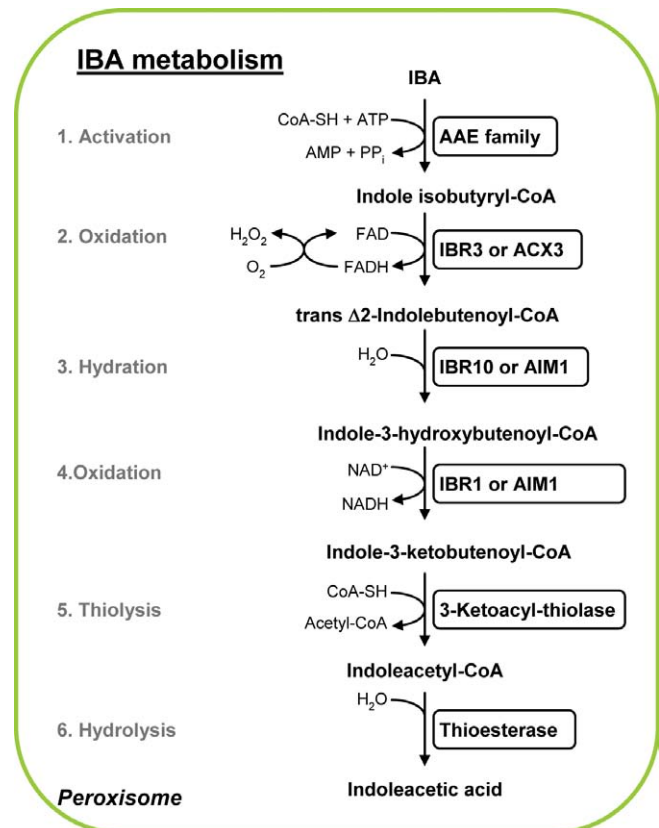 IBA metabolism
IBA
1. Activation
CoA-SH + ATP
AMP + PPi
AAE family
Indole isobutyryl-CoA
2. Oxidation
H2O2
O2
FAD
FADH
IBR3 or ACX3
trans Δ2-Indolebutenoyl-CoA
3. Hydration
H2O
IBR10 or AIM1
Indole-3-hydroxybutenoyl-CoA
4.Oxidation
NAD+
NADH
IBR1 or AIM1
Indole-3-ketobutenoyl-CoA
5. Thiolysis
CoA-SH
Acetyl-CoA
3-Ketoacyl-thiolase
Indoleacetyl-CoA
6. Hydrolysis
H2O
Thioesterase
Peroxisome
Indoleacetic acid